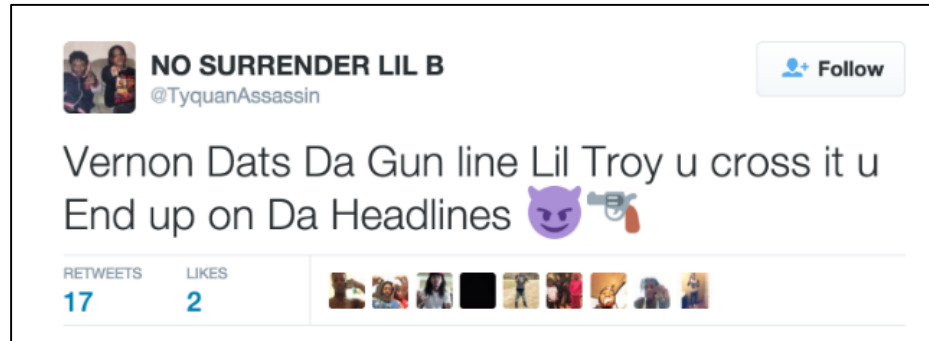 NO SURRENDER LIL B
@TyquanAssassin
Follow
Vernon Dats Da Gun line Lil Troy u cross it u
End up on Da Headlines 😈🔫
RETWEETS LIKES
17 2